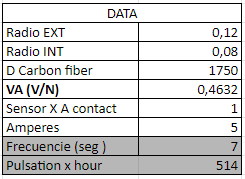 DATA
Radio EXT 0,12
Radio INT 0,08
D Carbon fiber 1750
VA (V/N) 0,4632
Sensor X A contact 1
Amperes 5
Frecuencie (seg ) 7
Pulsation x hour 514